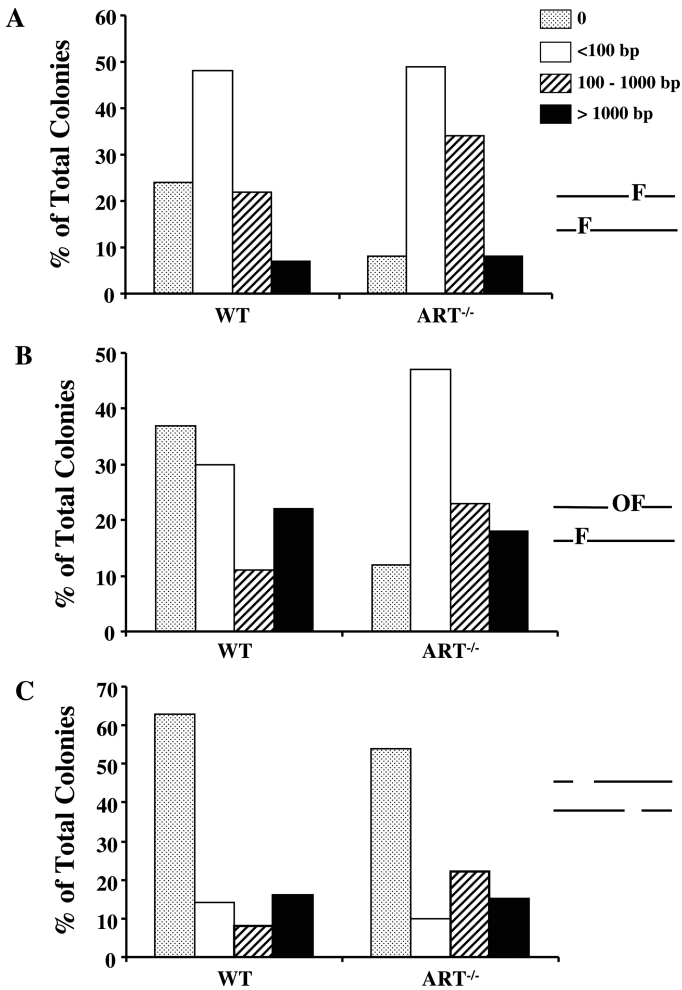 A
0
<100 bp
100 - 1000 bp
> 1000 bp
% of Total Colonies
60
50
40
30
20
10
0
WT
ART-/-
F
F
B
% of Total Colonies
50
40
30
20
10
0
WT
ART-/-
OF
F
C
% of Total Colonies
70
60
50
40
30
20
10
0
WT
ART-/-